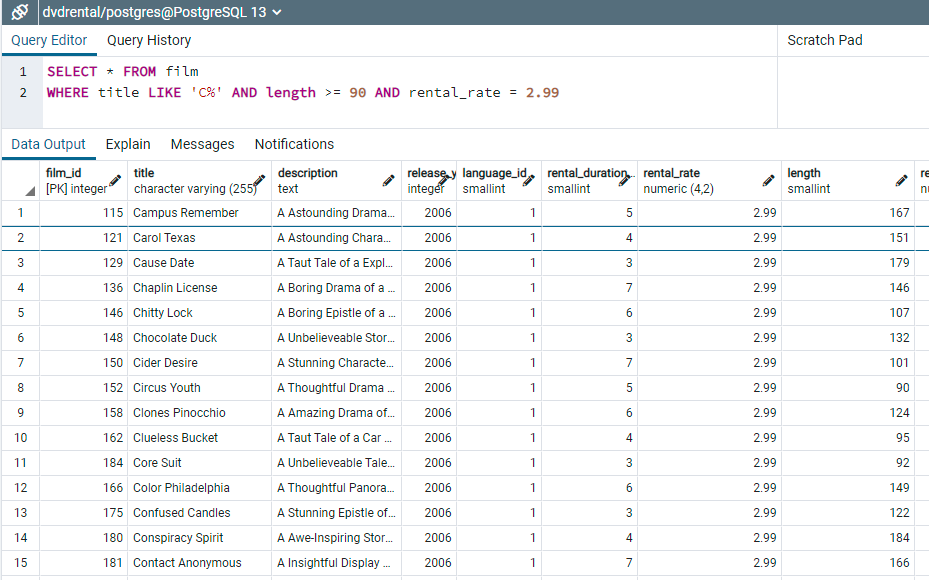 dvdrental/postgres@PostgreSQL 13
Query Editor Query History Scratch Pad
1 SELECT * FROM film
2 WHERE title LIKE 'C%' AND length >= 90 AND rental_rate = 2.99
Data Output Explain Messages Notifications
film_id title description release_y language_id rental_duration.. rental_rate length re
[PK] integer character varying (255) text integer smallint smallint numeric (4,2) smallint nu
1 115 Campus Remember A Astounding Drama... 2006 1 5 2.99 167
2 121 Carol Texas A Astounding Chara... 2006 1 4 2.99 151
3 129 Cause Date A Taut Tale of a Expl... 2006 1 3 2.99 179
4 136 Chaplin License A Boring Drama of a ... 2006 1 7 2.99 146
5 146 Chitty Lock A Boring Epistle of a ... 2006 1 6 2.99 107
6 148 Chocolate Duck A Unbelieveable Stor... 2006 1 3 2.99 132
7 150 Cider Desire A Stunning Characte... 2006 1 7 2.99 101
8 152 Circus Youth A Thoughtful Drama ... 2006 1 5 2.99 90
9 158 Clones Pinocchio A Amazing Drama of... 2006 1 6 2.99 124
10 162 Clueless Bucket A Taut Tale of a Car ... 2006 1 4 2.99 95
11 184 Core Suit A Unbelieveable Tale... 2006 1 3 2.99 92
12 166 Color Philadelphia A Thoughtful Panora... 2006 1 6 2.99 149
13 175 Confused Candles A Stunning Epistle of... 2006 1 3 2.99 122
14 180 Conspiracy Spirit A Awe-Inspiring Stor... 2006 1 4 2.99 184
15 181 Contact Anonymous A Insightful Display ... 2006 1 7 2.99 166